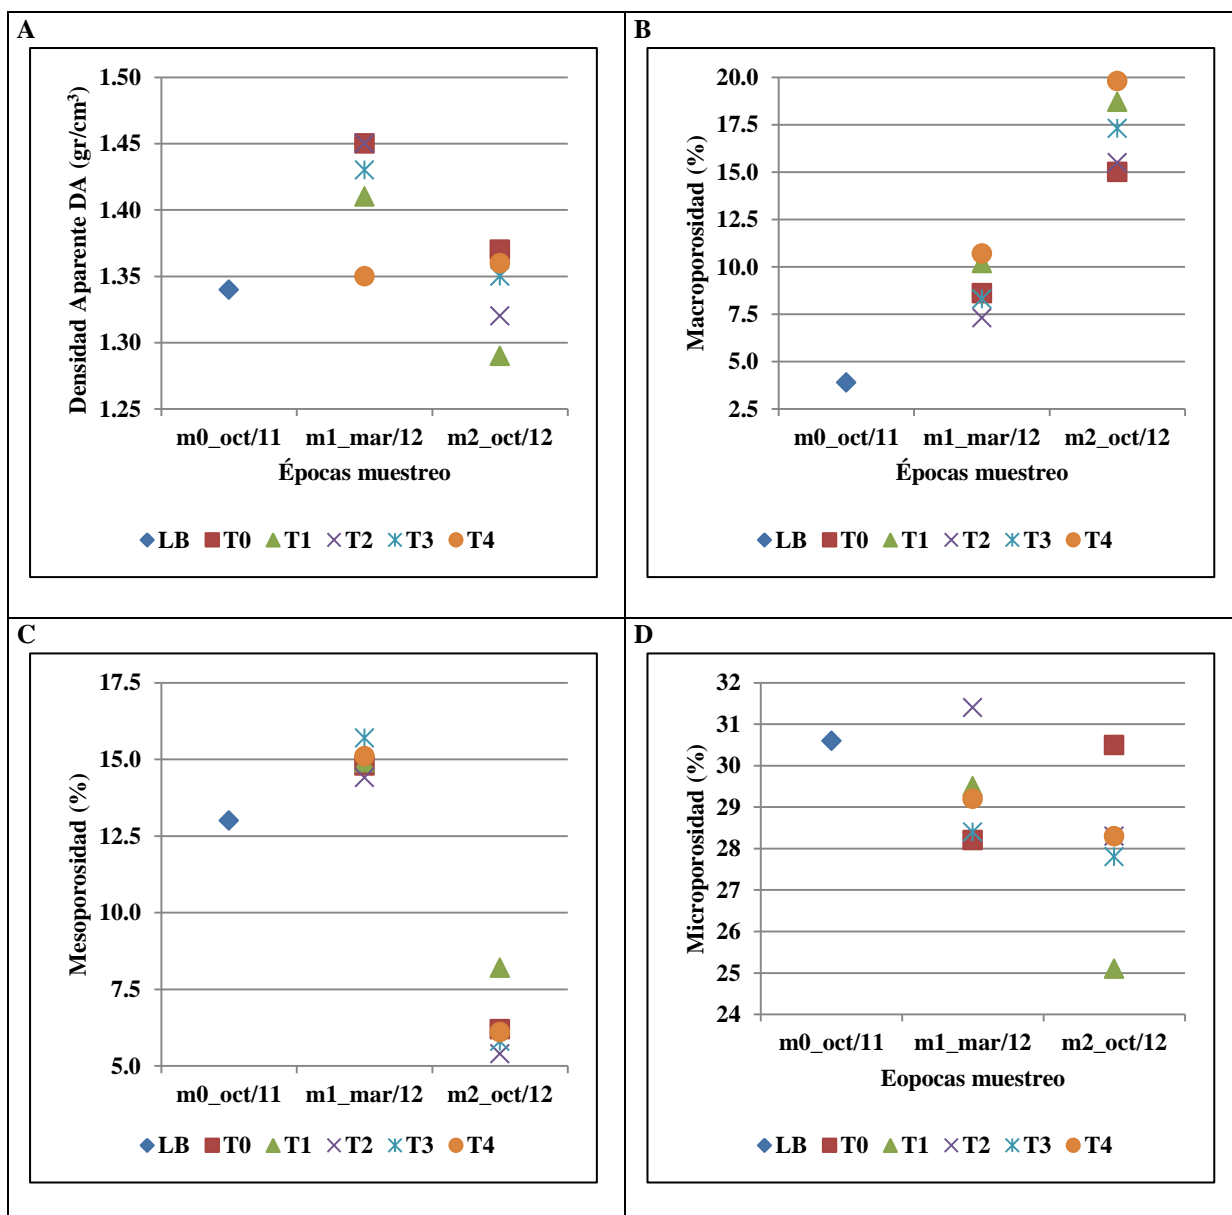 A
1.50
1.45
1.40
1.35
1.30
1.25
Densidad Aparente DA (gr/cm³)
m0_oct/11 m1_mar/12 m2_oct/12
Épocas muestreo
LB T0 T1 T2 T3 T4
B
20.0
17.5
15.0
12.5
10.0
7.5
5.0
2.5
Macroporosidad (%)
m0_oct/11 m1_mar/12 m2_oct/12
Épocas muestreo
LB T0 T1 T2 T3 T4
C
17.5
15.0
12.5
10.0
7.5
5.0
Mesoporosidad (%)
m0_oct/11 m1_mar/12 m2_oct/12
LB T0 T1 T2 T3 T4
D
32
31
30
29
28
27
26
25
24
Microporosidad (%)
m0_oct/11 m1_mar/12 m2_oct/12
Eopocas muestreo
LB T0 T1 T2 T3 T4